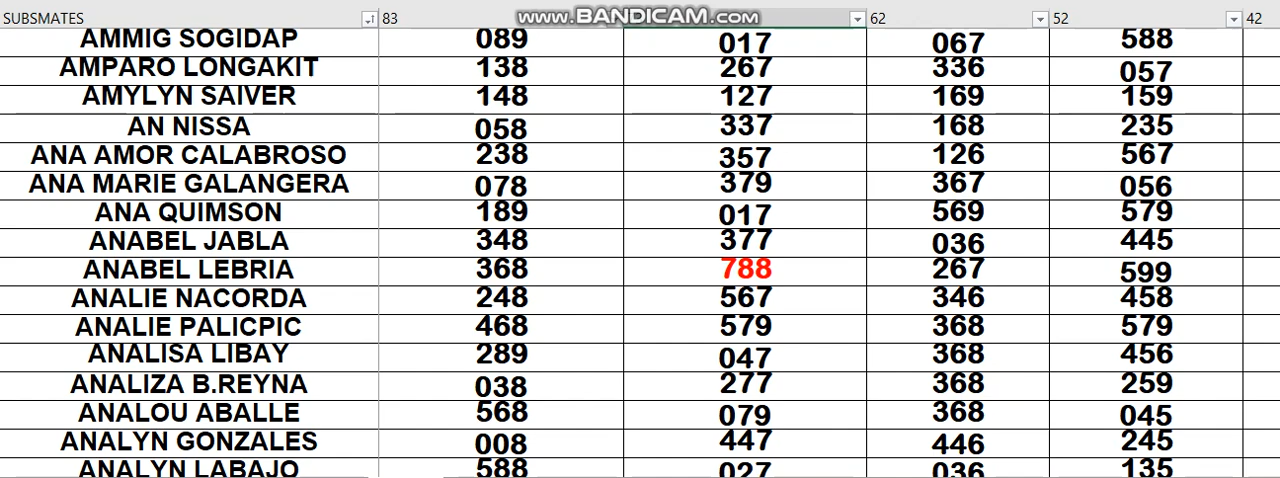 SUBSMATES 83 www.BANDICAM.com 62 52 42
AMMIG SOGIDAP 089 017 067 588
AMPARO LONGAKIT 138 267 336 057
AMYLYN SAIVER 148 127 169 159
AN NISSA 058 337 168 235
ANA AMOR CALABROSO 238 357 126 567
ANA MARIE GALANGERA 078 379 367 056
ANA QUIMSON 189 017 569 579
ANABEL JABLA 348 377 036 445
ANABEL LEBRIA 368 788 267 599
ANALIE NACORDA 248 567 346 458
ANALIE PALICPIC 468 579 368 579
ANALISA LIBAY 289 047 368 456
ANALIZA B.REYNA 038 277 368 259
ANALOU ABALLE 568 079 368 045
ANALYN GONZALES 008 447 446 245
ANALYN LABAJO 588 027 036 135